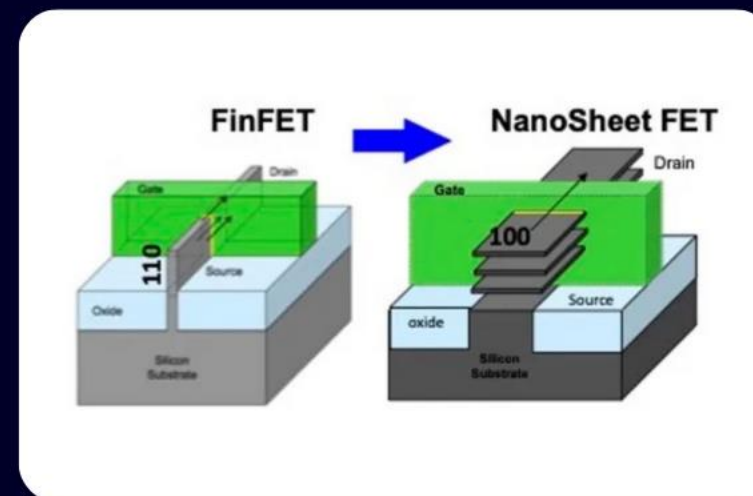 FinFET
NanoSheet FET
Drain
Gate
110
Source
Oxide
Silicon
Substrate
Drain
Gate
100
Source
oxide
Silicon
Substrate